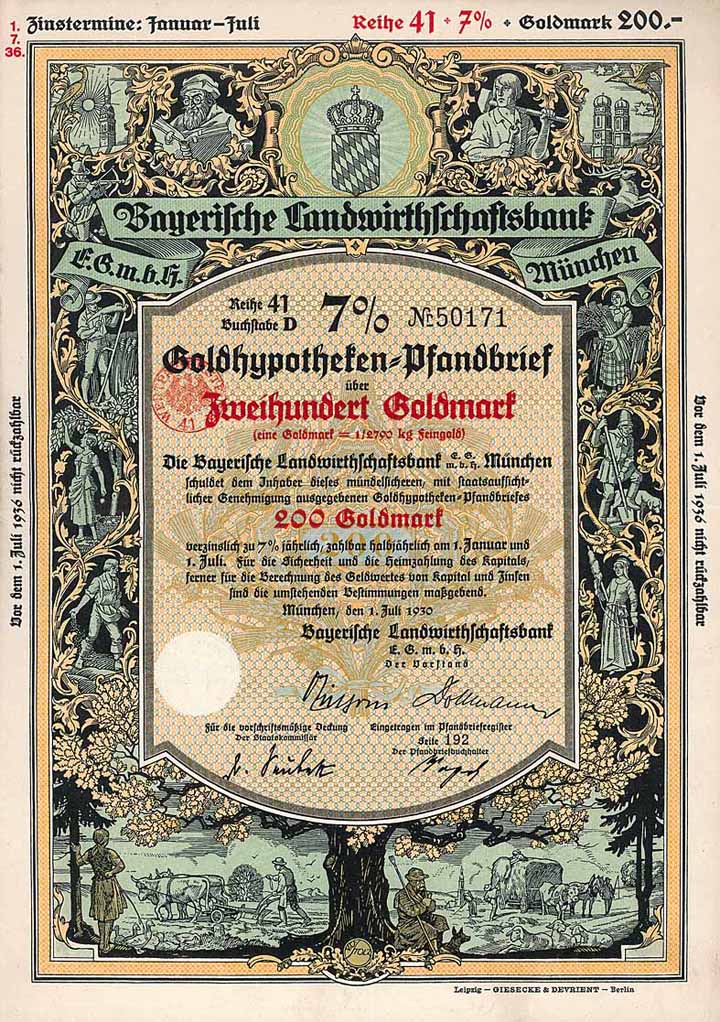 1.
7.
36.
Zinstermine: Januar–Juli
Reihe 41 + 7% + Goldmark 200.-
Bayerische Landwirthschaftsbank
E.G.m.b.H.
München
Reihe 41
Buchstabe D
7%
№ 50171
Goldhypotheken-Pfandbrief
über
Zweihundert Goldmark
(eine Goldmark = 1/2790 kg Feingold)
Die Bayerische Landwirthschaftsbank E. G. m. b. H. München
schuldet dem Inhaber dieses mündelsicheren, mit staatsaufsicht-
licher Genehmigung ausgegebenen Goldhypotheken-Pfandbriefes
200 Goldmark
verzinslich zu 7% jährlich, zahlbar halbjährlich am 1. Januar und
1. Juli. Für die Sicherheit und die Heimzahlung des Kapitals,
ferner für die Berechnung des Geldwertes von Kapital und Zinsen
sind die umstehenden Bestimmungen maßgebend.
München, den 1. Juli 1930
Bayerische Landwirthschaftsbank
E. G. m. b. H.
Der Vorstand
Dollmann
Für die vorschriftsmäßige Deckung
Der Staatskommissär
Eingetragen im Pfandbriefregister
Seite 192
Der Pfandbriefbuchhalter
Vor dem 1. Juli 1936 nicht rückzahlbar
Vor dem 1. Juli 1936 nicht rückzahlbar
Leipzig — GIESECKE & DEVRIENT — Berlin